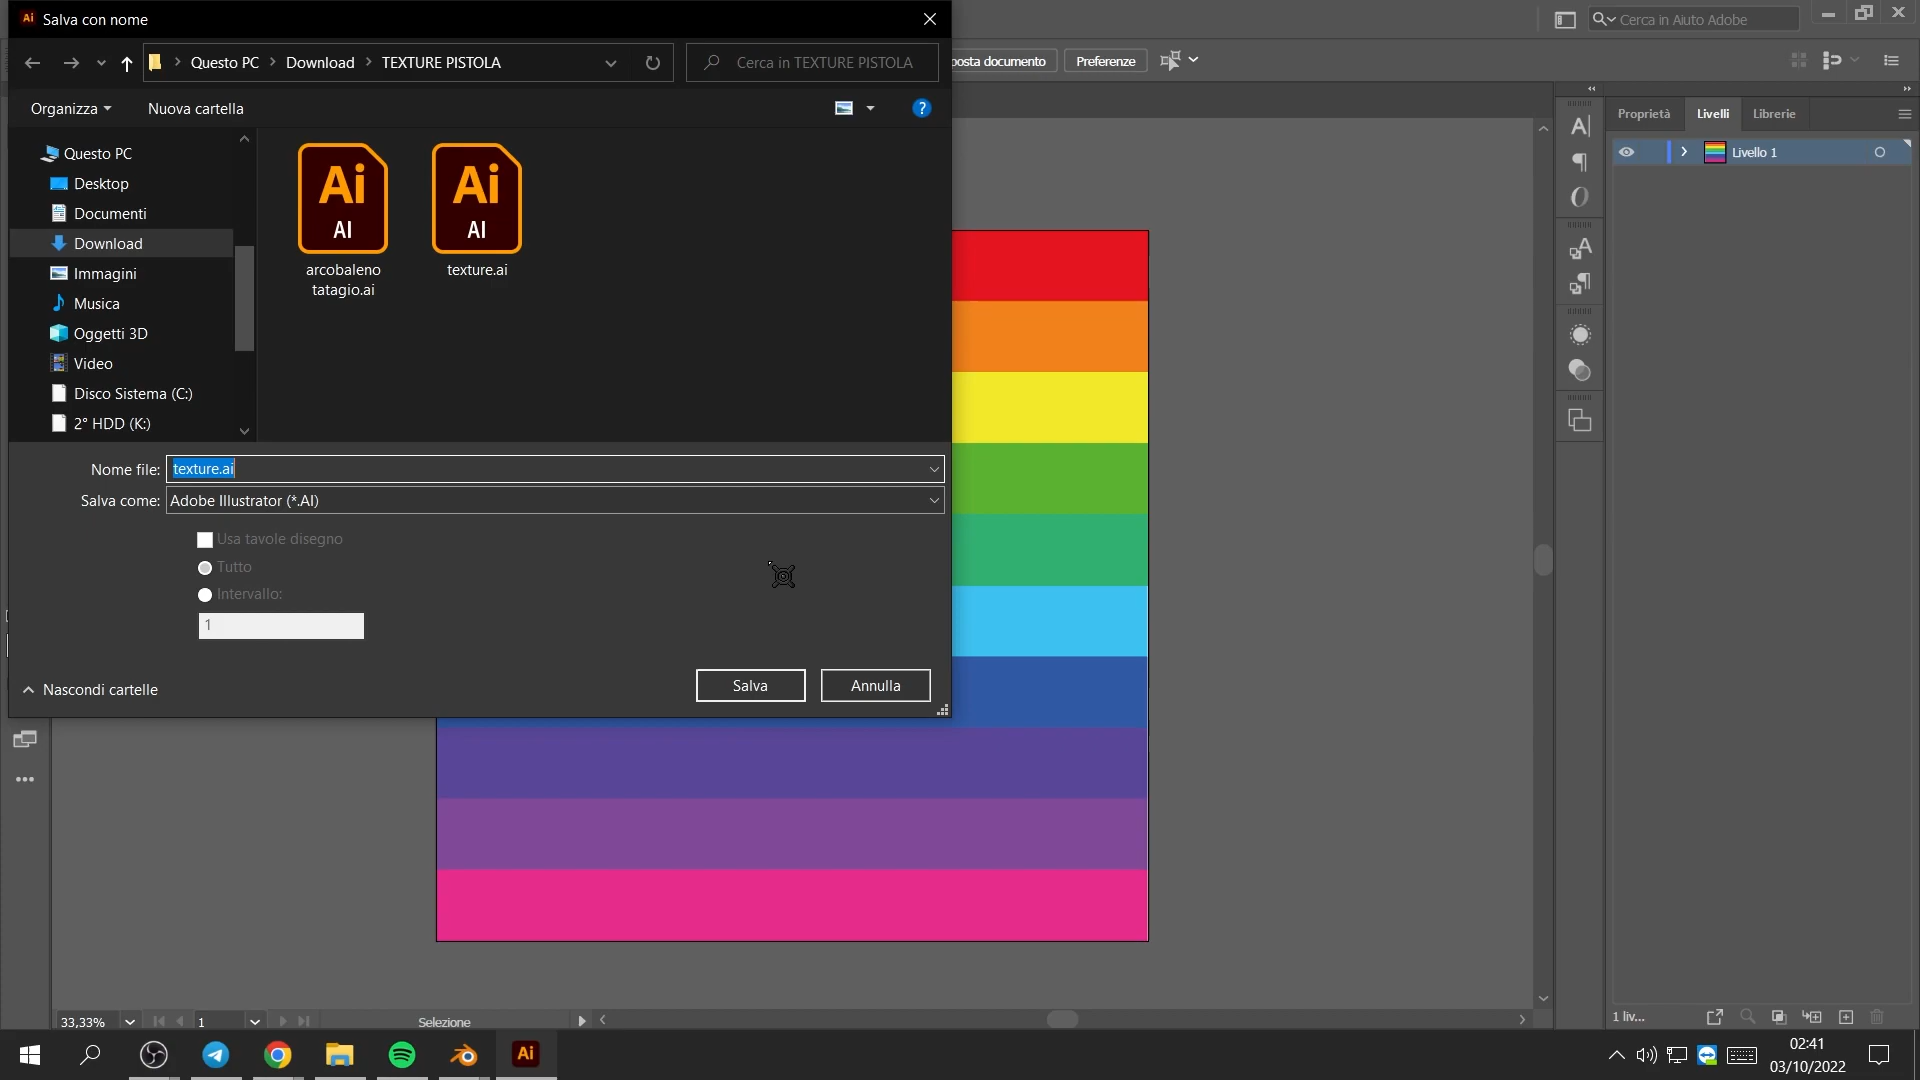 Ai Salva con nome
Cerca in Aiuto Adobe
Questo PC > Download > TEXTURE PISTOLA
Cerca in TEXTURE PISTOLA
posta documento
Preferenze
Organizza
Nuova cartella
?
Proprietà
Livelli
Librerie
Livello 1
Questo PC
Desktop
Documenti
Download
Immagini
Musica
Oggetti 3D
Video
Disco Sistema (C:)
2° HDD (K:)
Ai
AI
arcobaleno
tatagio.ai
Ai
AI
texture.ai
Nome file: texture.ai
Salva come: Adobe Illustrator (*.AI)
Usa tavole disegno
Tutto
Intervallo:
1
Nascondi cartelle
Salva
Annulla
33,33%
1
Selezione
1 liv...
Ai
02:41
03/10/2022